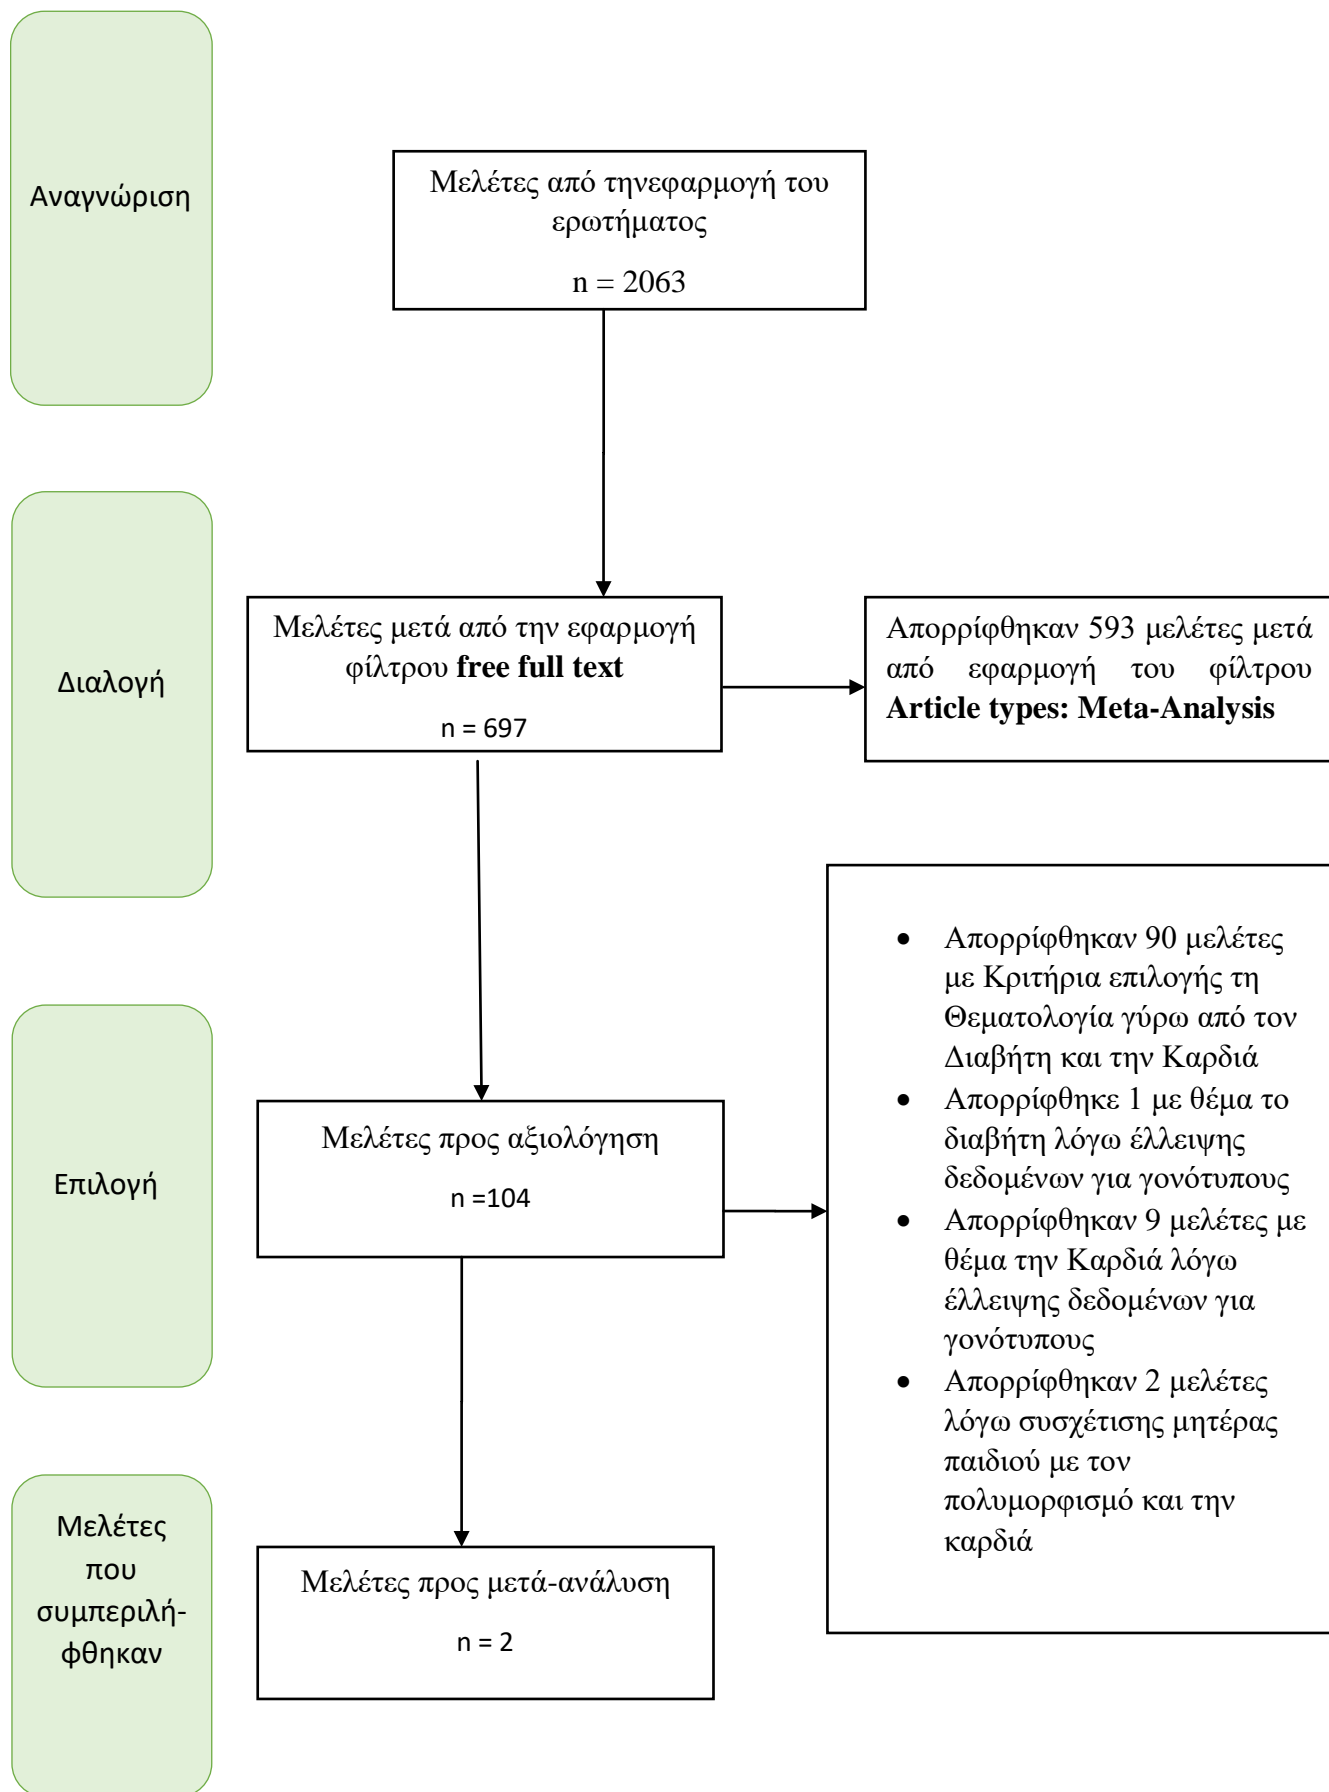 Αναγνώριση
Μελέτες από τηνεφαρμογή του
ερωτήματος
n = 2063
Διαλογή
Μελέτες μετά από την εφαρμογή
φίλτρου free full text
n = 697
Απορρίφθηκαν 593 μελέτες μετά
από εφαρμογή του φίλτρου
Article types: Meta-Analysis
Επιλογή
Μελέτες προς αξιολόγηση
n =104
• Απορρίφθηκαν 90 μελέτες
με Κριτήρια επιλογής τη
Θεματολογία γύρω από τον
Διαβήτη και την Καρδιά
• Απορρίφθηκε 1 με θέμα το
διαβήτη λόγω έλλειψης
δεδομένων για γονότυπους
• Απορρίφθηκαν 9 μελέτες με
θέμα την Καρδιά λόγω
έλλειψης δεδομένων για
γονότυπους
• Απορρίφθηκαν 2 μελέτες
λόγω συσχέτισης μητέρας
παιδιού με τον
πολυμορφισμό και την
καρδιά
Μελέτες
που
συμπεριλή-
φθηκαν
Μελέτες προς μετά-ανάλυση
n = 2